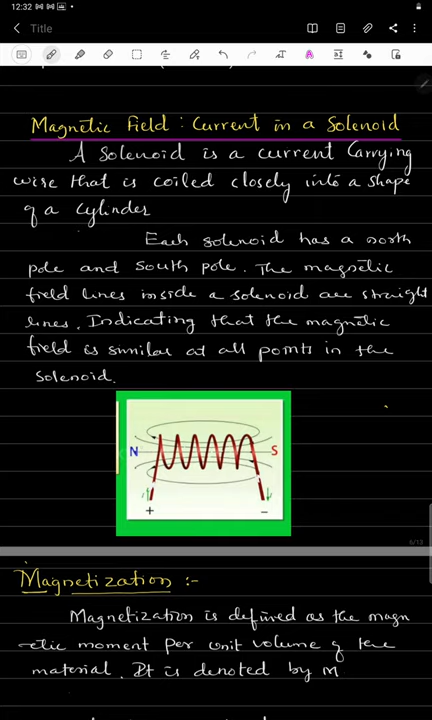 12:32
80%
Title
Magnetic Field : Current in a Solenoid
A Solenoid is a current Carrying
wire that is coiled closely into a shape
of a Cylinder
Each solenoid has a north
pole and South pole. The magnetic
field lines inside a solenoid are straight
lines. Indicating that the magnetic
field is similar at all points in the
Solenoid.
N S
+ -
6/13
Magnetization :-
Magnetization is defined as the magn
-etic moment per unit volume of the
material. It is denoted by M